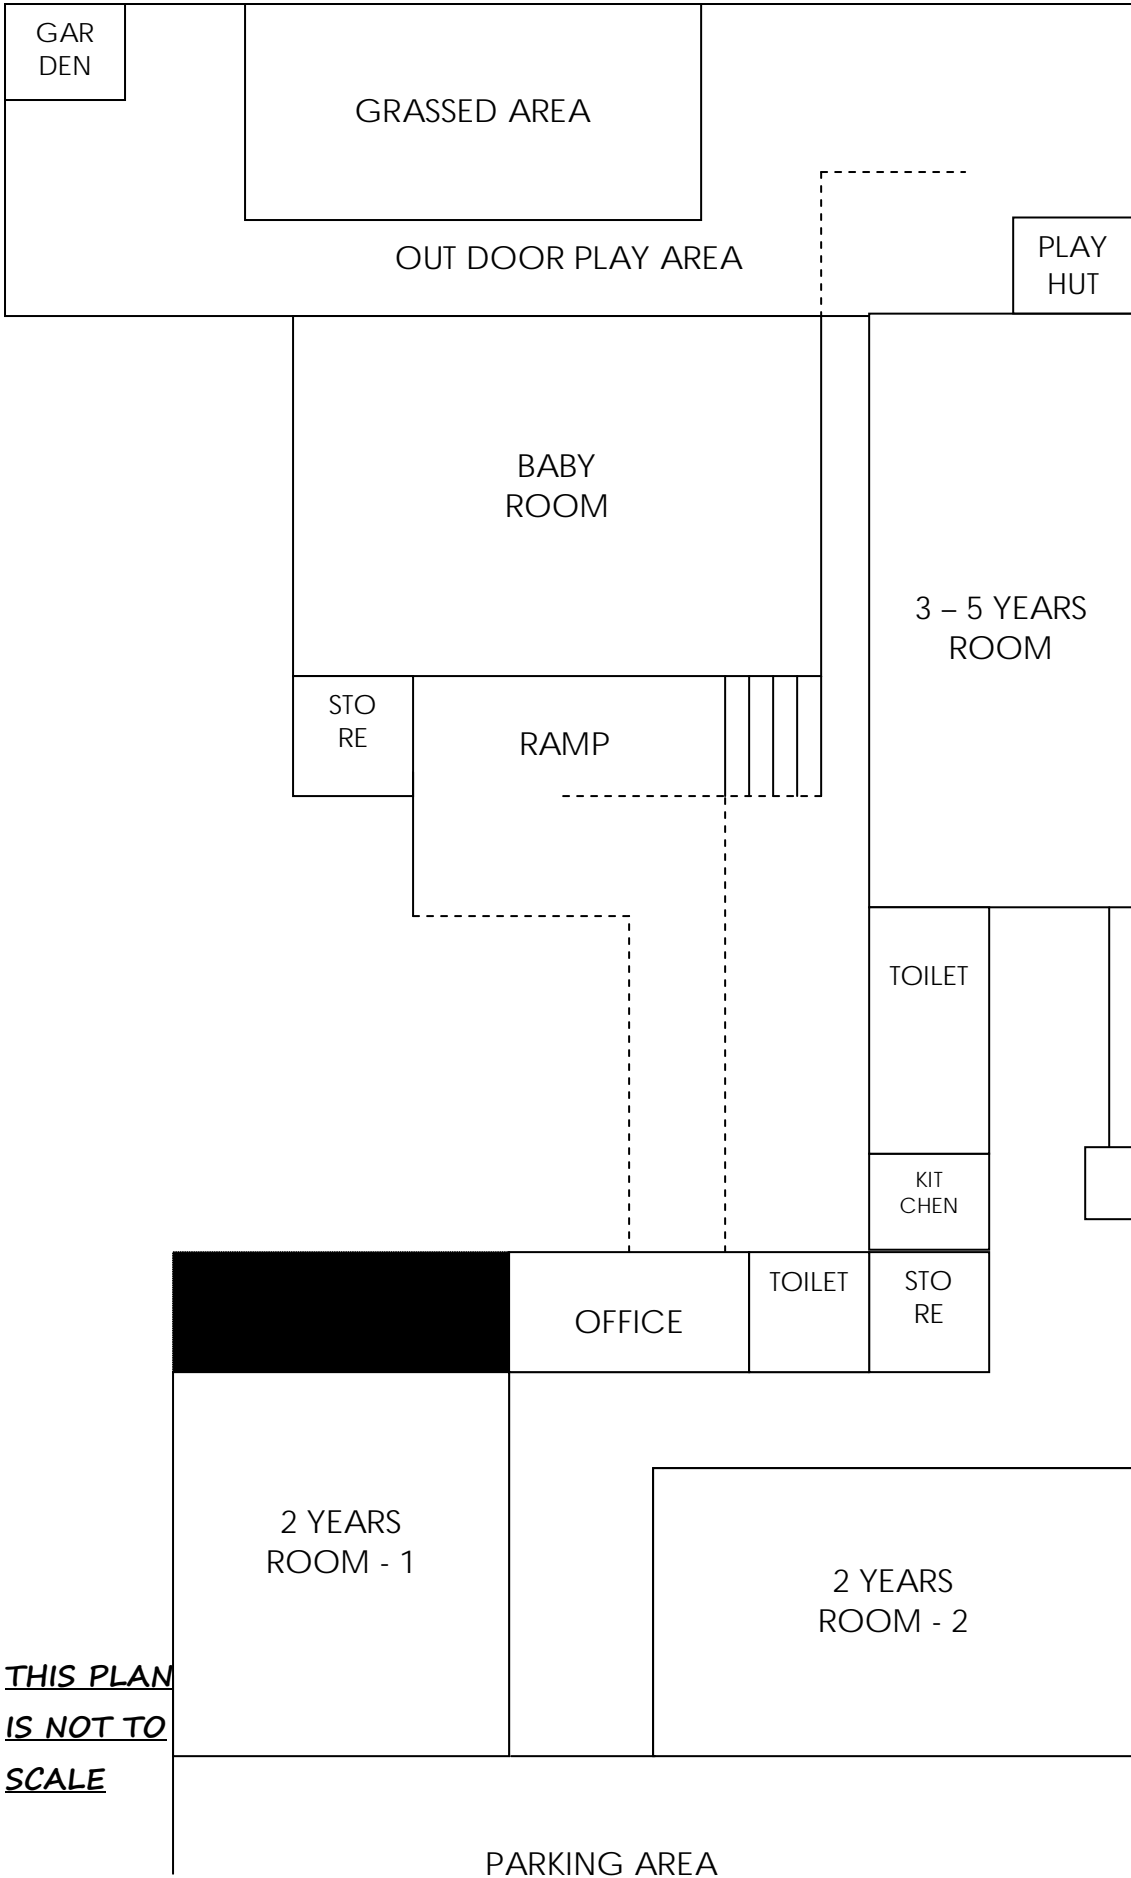 GAR
DEN
GRASSED AREA
OUT DOOR PLAY AREA
PLAY
HUT
BABY
ROOM
3 – 5 YEARS
ROOM
STO
RE
RAMP
TOILET
KIT
CHEN
OFFICE
TOILET
STO
RE
2 YEARS
ROOM - 1
2 YEARS
ROOM - 2
THIS PLAN
IS NOT TO
SCALE
PARKING AREA